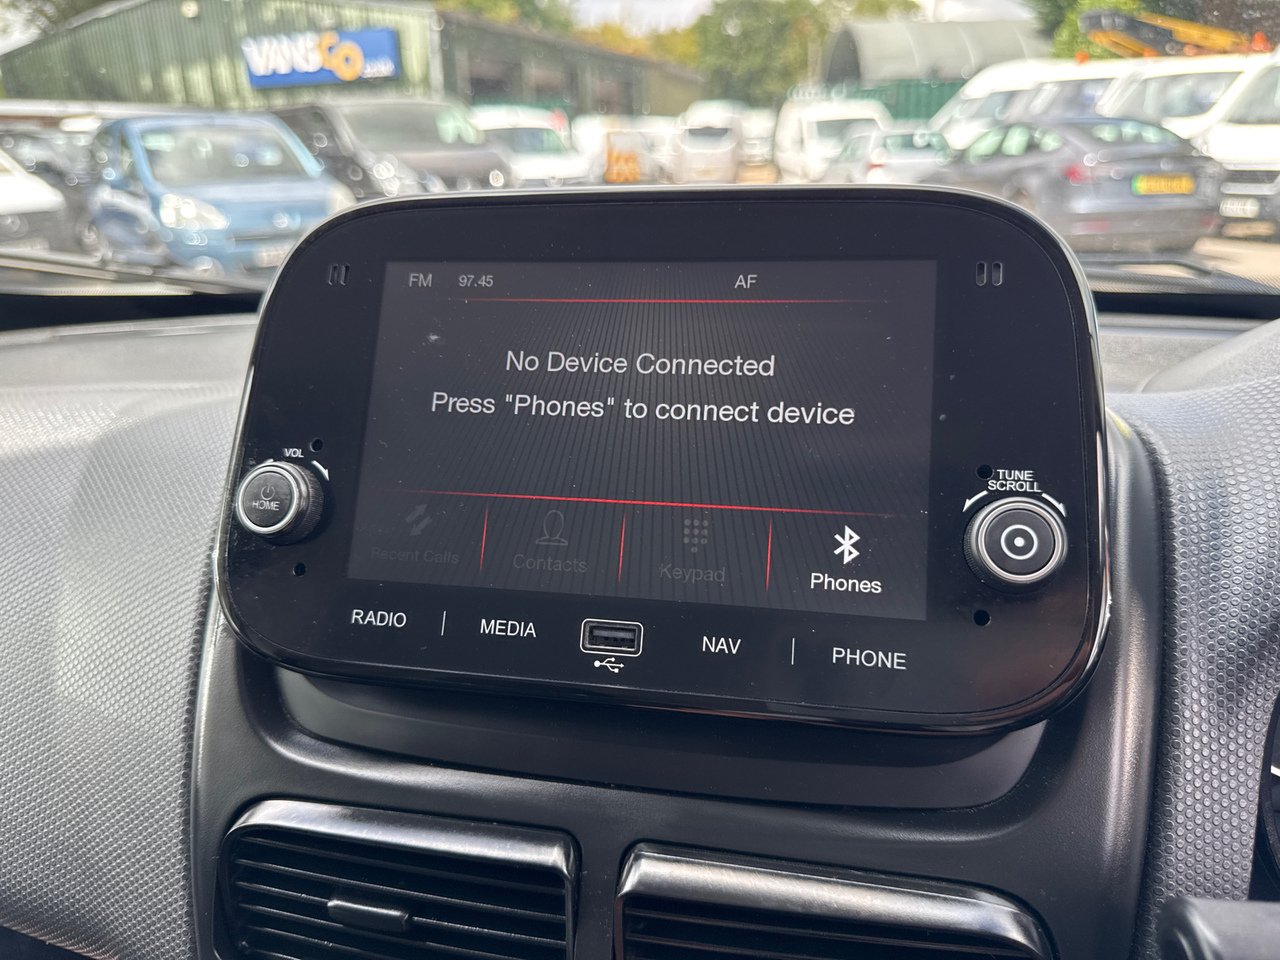 VANSGO
FM 97.45 AF
No Device Connected
Press "Phones" to connect device
VOL
HOME
TUNE
SCROLL
Recent Calls Contacts Keypad Phones
RADIO | MEDIA NAV | PHONE